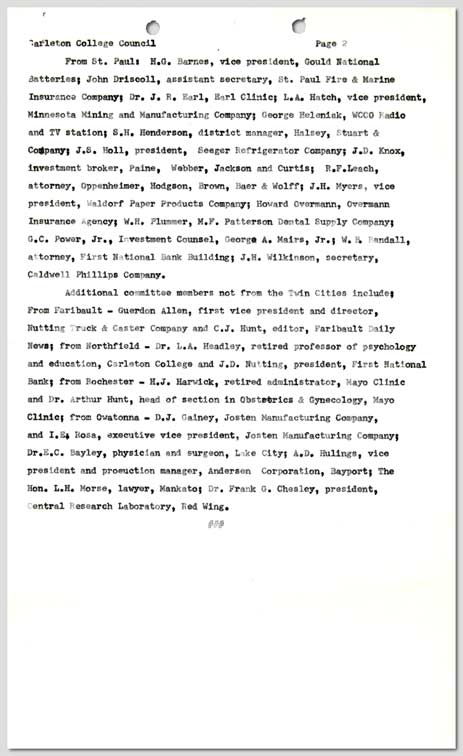 Carleton College Council Page 2
From St. Paul: H.G. Barnes, vice president, Gould National
Batteries; John Driscoll, assistant secretary, St. Paul Fire & Marine
Insurance Company; Dr. J. R. Earl, Earl Clinic; L.A. Hatch, vice president,
Minnesota Mining and Manufacturing Company; George Heleniak, WCCO Radio
and TV station; S.H. Henderson, district manager, Halsey, Stuart &
Company; J.S. Holl, president, Seeger Refrigerator Company; J.D. Knox,
investment broker, Paine, Webber, Jackson and Curtis; R.F.Leach,
attorney, Oppenheimer, Hodgson, Brown, Baer & Wolff; J.H. Myers, vice
president, Waldorf Paper Products Company; Howard Overmann, Overmann
Insurance Agency; W.H. Plummer, M.F. Patterson Dental Supply Company;
G.C. Power, Jr., Investment Counsel, George A. Mairs, Jr.; W. H. Randall,
attorney, First National Bank Building; J.H. Wilkinson, secretary,
Caldwell Phillips Company.
Additional committee members not from the Twin Cities include:
From Faribault - Guerdon Allen, first vice president and director,
Nutting Truck & Caster Company and C.J. Hunt, editor, Faribault Daily
News; from Northfield - Dr. L.A. Headley, retired professor of psychology
and education, Carleton College and J.D. Nutting, president, First National
Bank; from Rochester - H.J. Harwick, retired administrator, Mayo Clinic
and Dr. Arthur Hunt, head of section in Obstetrics & Gynecology, Mayo
Clinic; from Owatonna - D.J. Gainey, Josten Manufacturing Company,
and I.E. Rosa, executive vice president, Josten Manufacturing Company;
Dr.E.C. Bayley, physician and surgeon, Lake City; A.D. Hulings, vice
president and proeuction manager, Andersen Corporation, Bayport; The
Hon. L.H. Morse, lawyer, Mankato; Dr. Frank G. Chesley, president,
Central Research Laboratory, Red Wing.
###